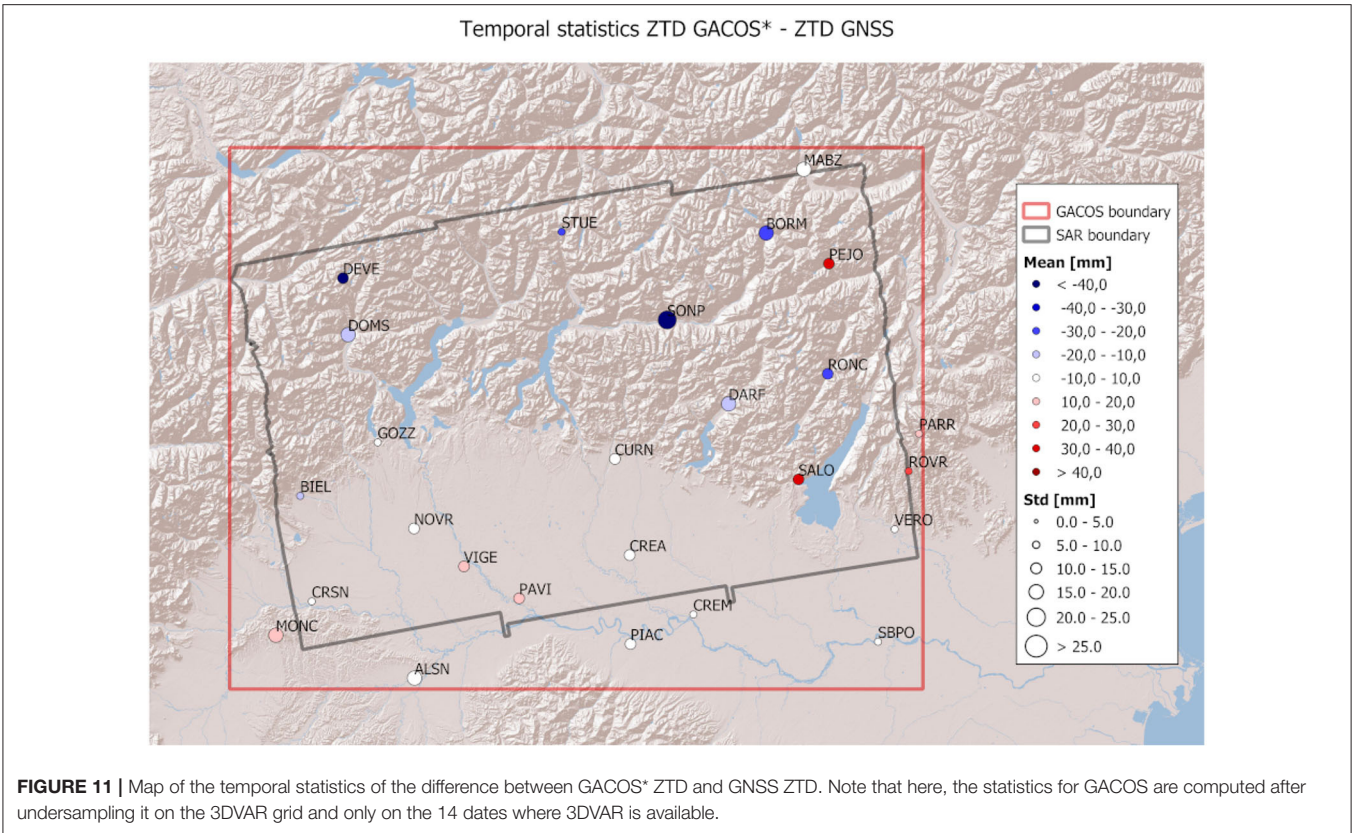 Temporal statistics ZTD GACOS* - ZTD GNSS
MABZ
STUE
BORM
PEJO
DEVE
SONP
DOMS
RONC
DARF
GOZZ
PARR
CURN
ROVR
SALO
BIEL
NOVR
VERO
CREA
VIGE
PAVI
CRSN
CREM
MONC
PIAC
SBPO
ALSN
GACOS boundary
SAR boundary
Mean [mm]
< -40,0
-40,0 - -30,0
-30,0 - -20,0
-20,0 - -10,0
-10,0 - 10,0
10,0 - 20,0
20,0 - 30,0
30,0 - 40,0
> 40,0
Std [mm]
0.0 - 5.0
5.0 - 10.0
10.0 - 15.0
15.0 - 20.0
20.0 - 25.0
> 25.0
FIGURE 11 | Map of the temporal statistics of the difference between GACOS* ZTD and GNSS ZTD. Note that here, the statistics for GACOS are computed after
undersampling it on the 3DVAR grid and only on the 14 dates where 3DVAR is available.